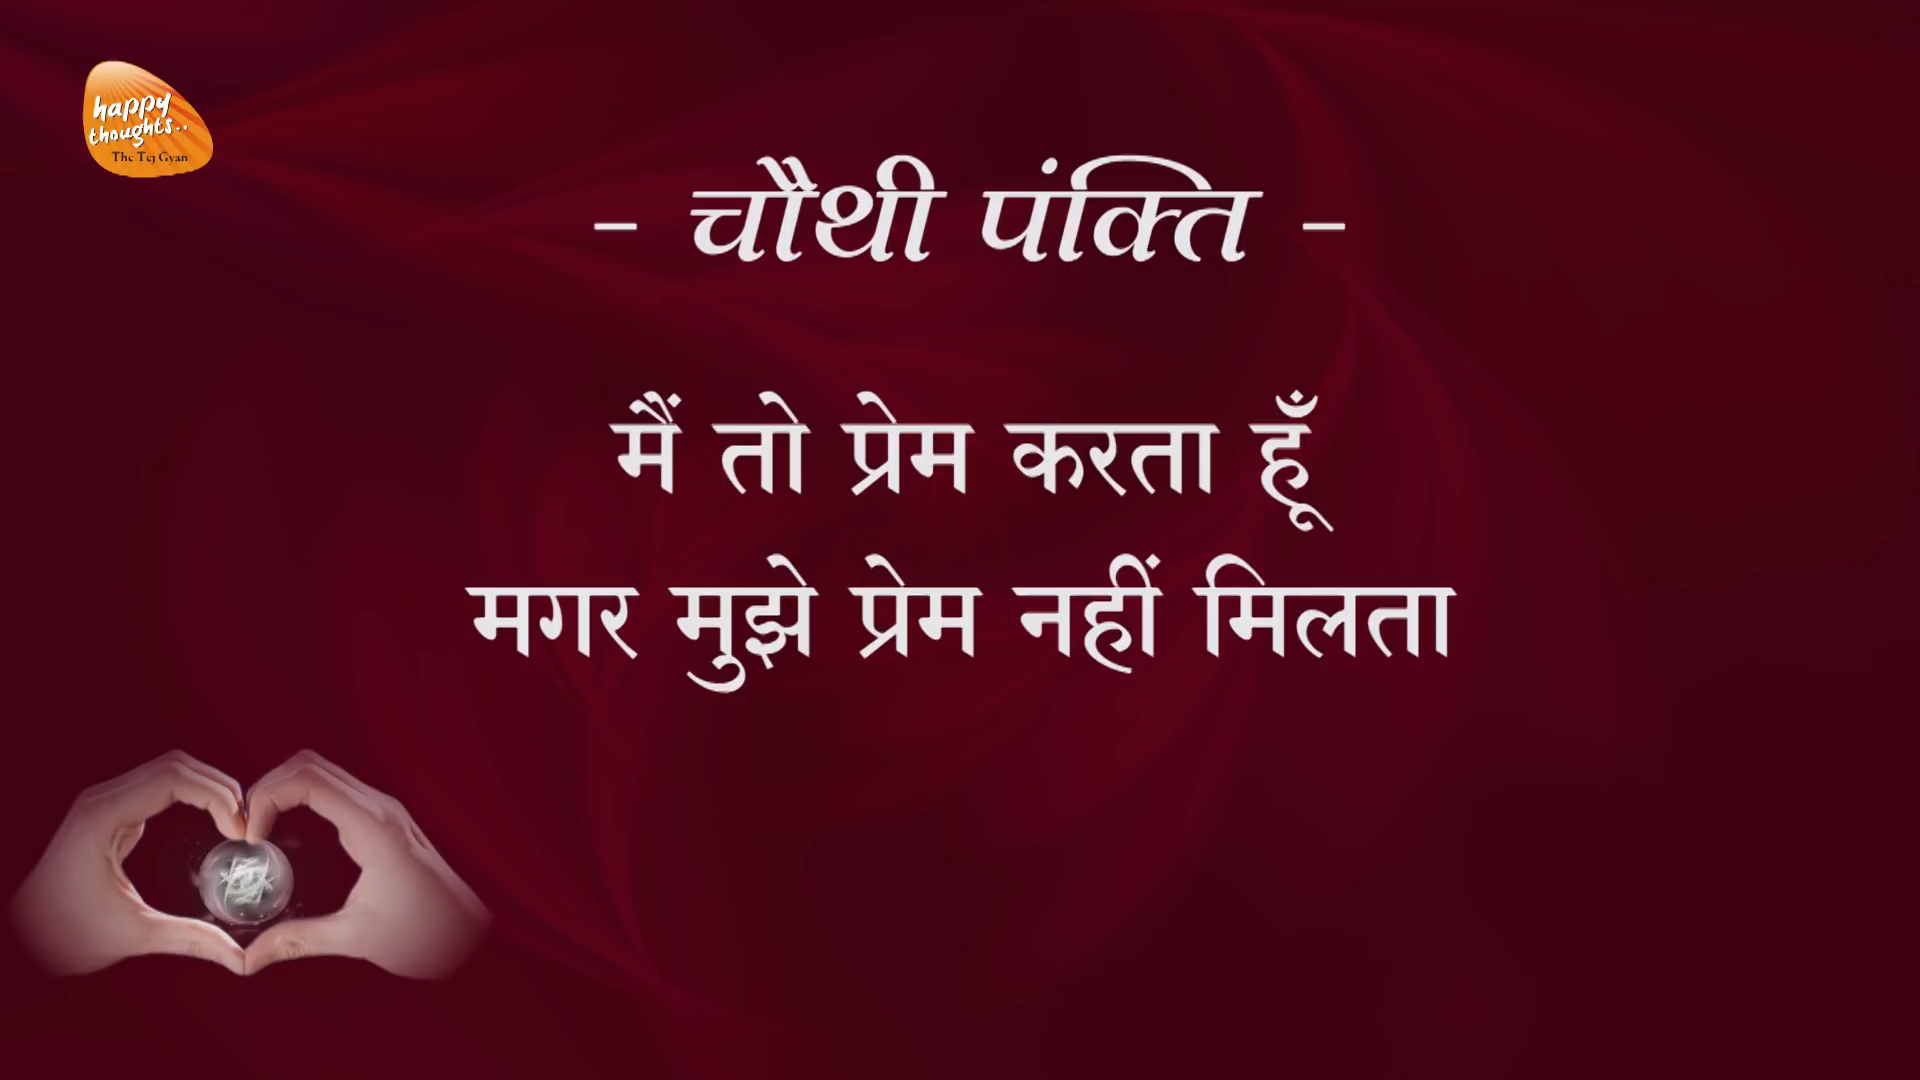 happy
thoughts..
The Tej Gyan
- चौथी पंक्ति -
मैं तो प्रेम करता हूँ
मगर मुझे प्रेम नहीं मिलता